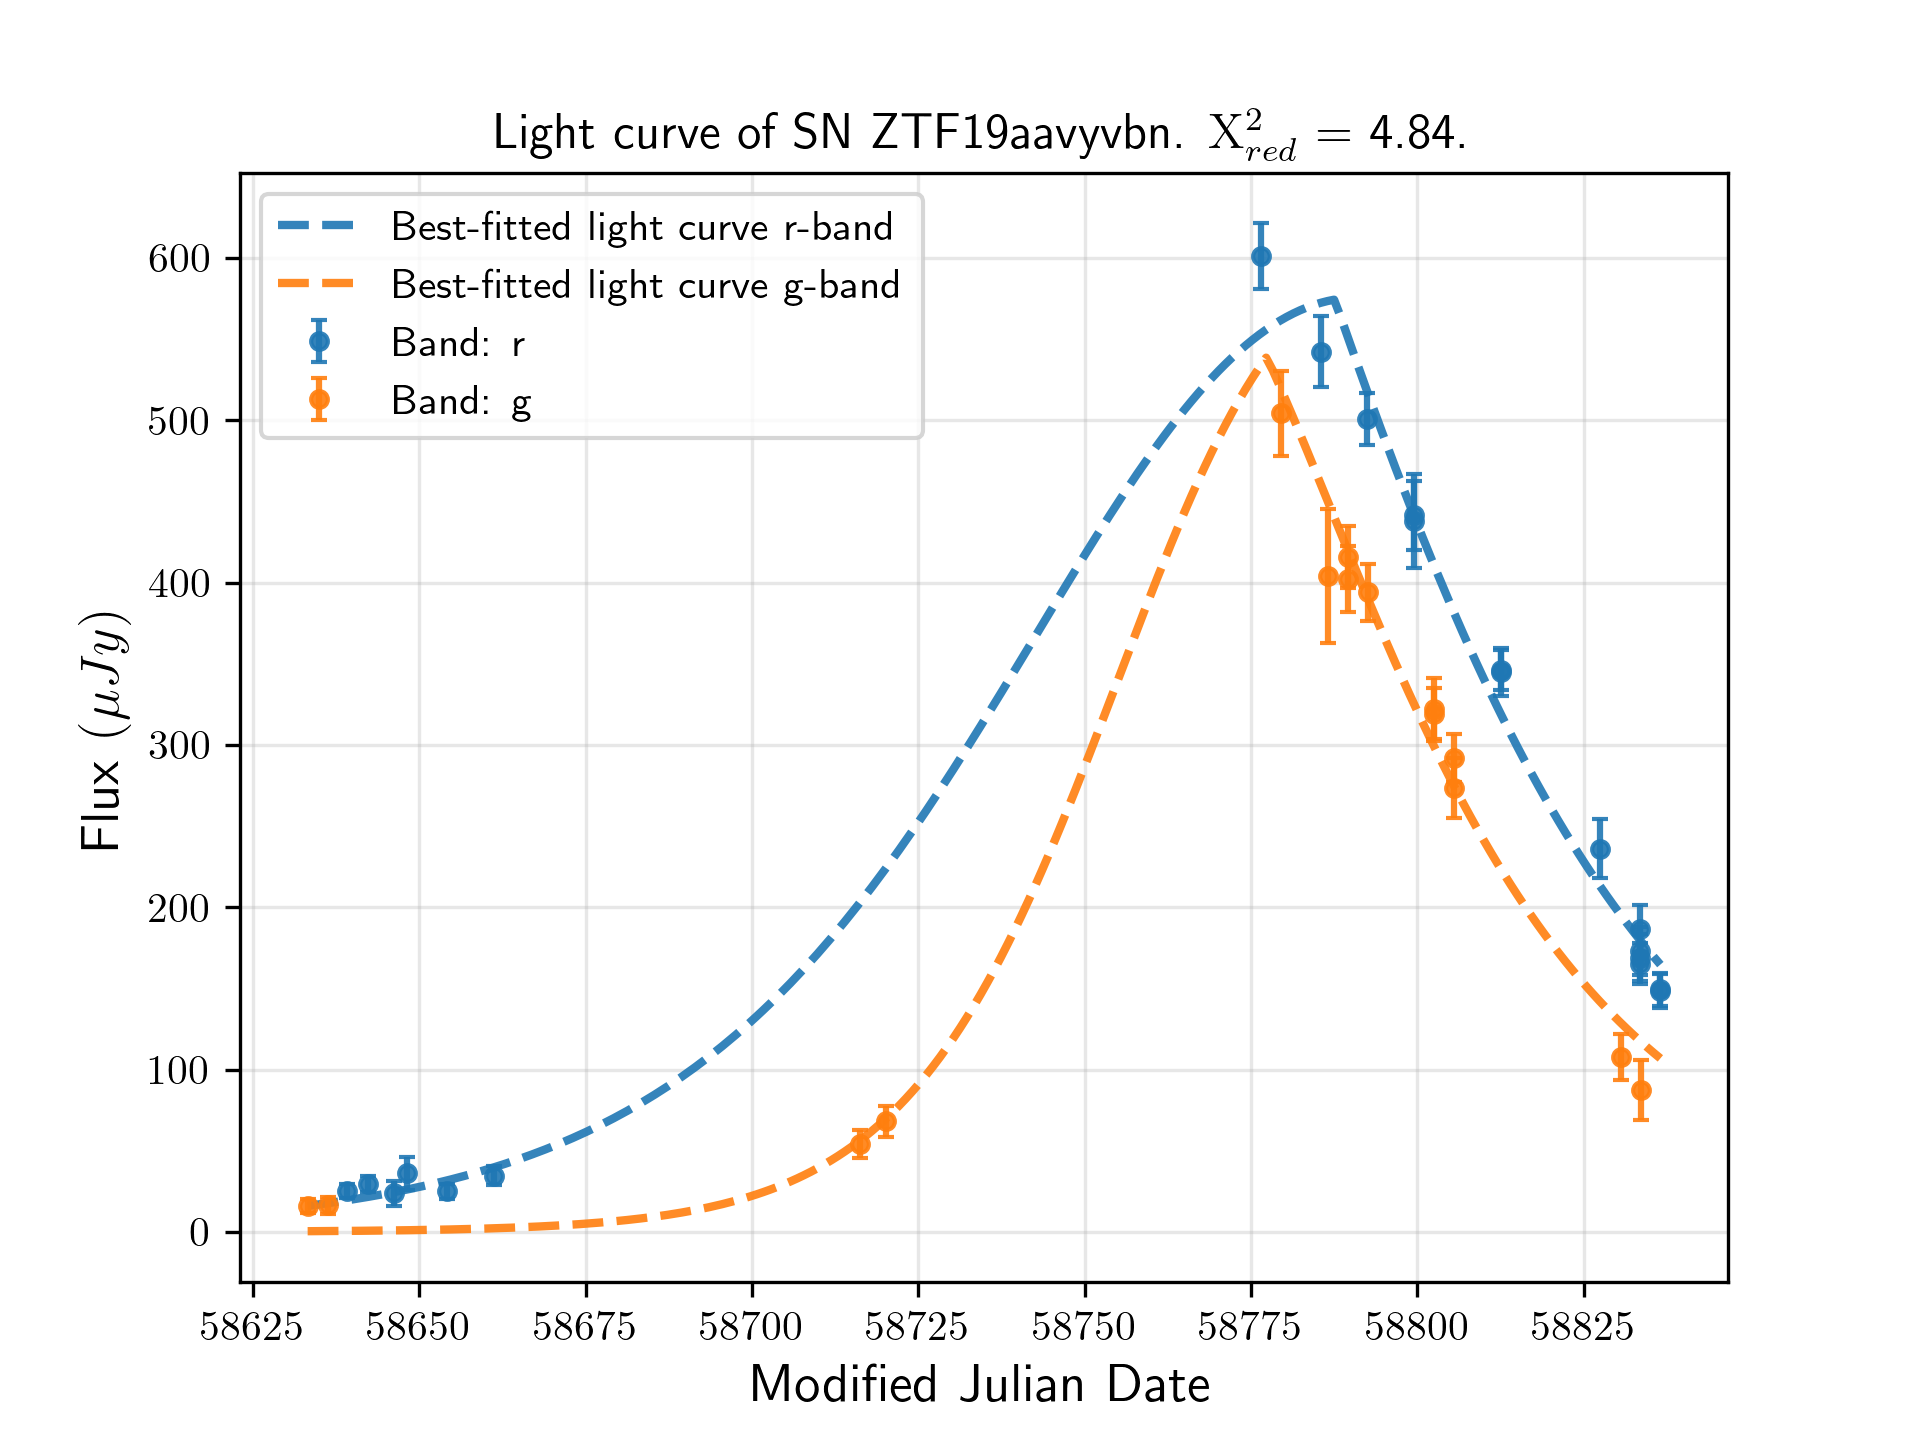 Light curve of SN ZTF19aavyvbn. X²red = 4.84.
Best-fitted light curve r-band
Best-fitted light curve g-band
Band: r
Band: g
600
500
400
300
200
100
0
Flux (μJy)
58625 58650 58675 58700 58725 58750 58775 58800 58825
Modified Julian Date